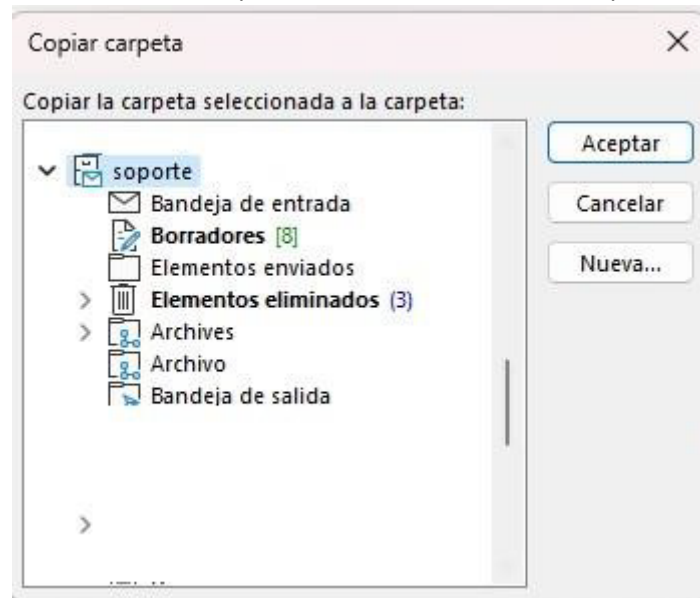 Copiar carpeta
Copiar la carpeta seleccionada a la carpeta:
soporte
Bandeja de entrada
Borradores [8]
Elementos enviados
Elementos eliminados (3)
Archives
Archivo
Bandeja de salida
Aceptar
Cancelar
Nueva...